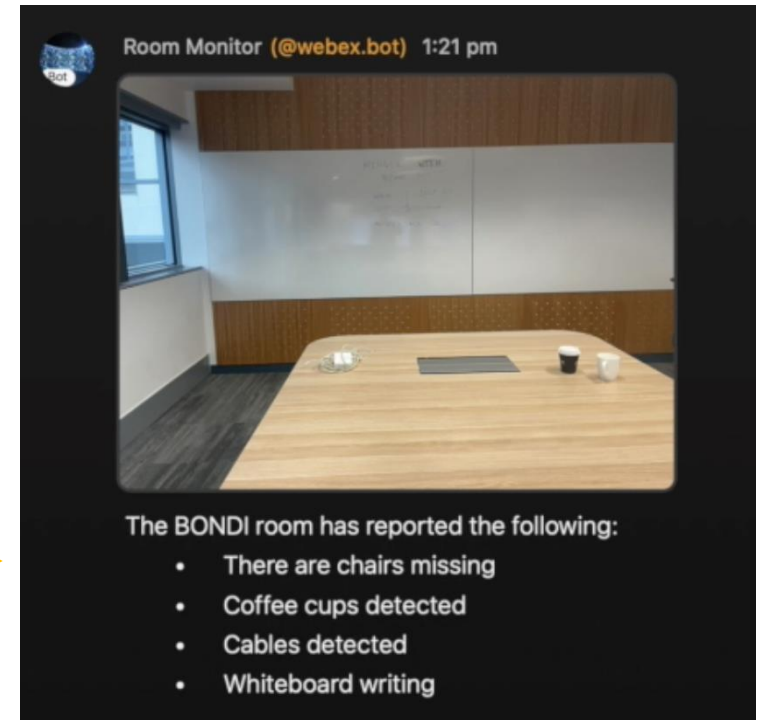 Room Monitor (@webex.bot) 1:21 pm
Bot
The BONDI room has reported the following:
• There are chairs missing
• Coffee cups detected
• Cables detected
• Whiteboard writing